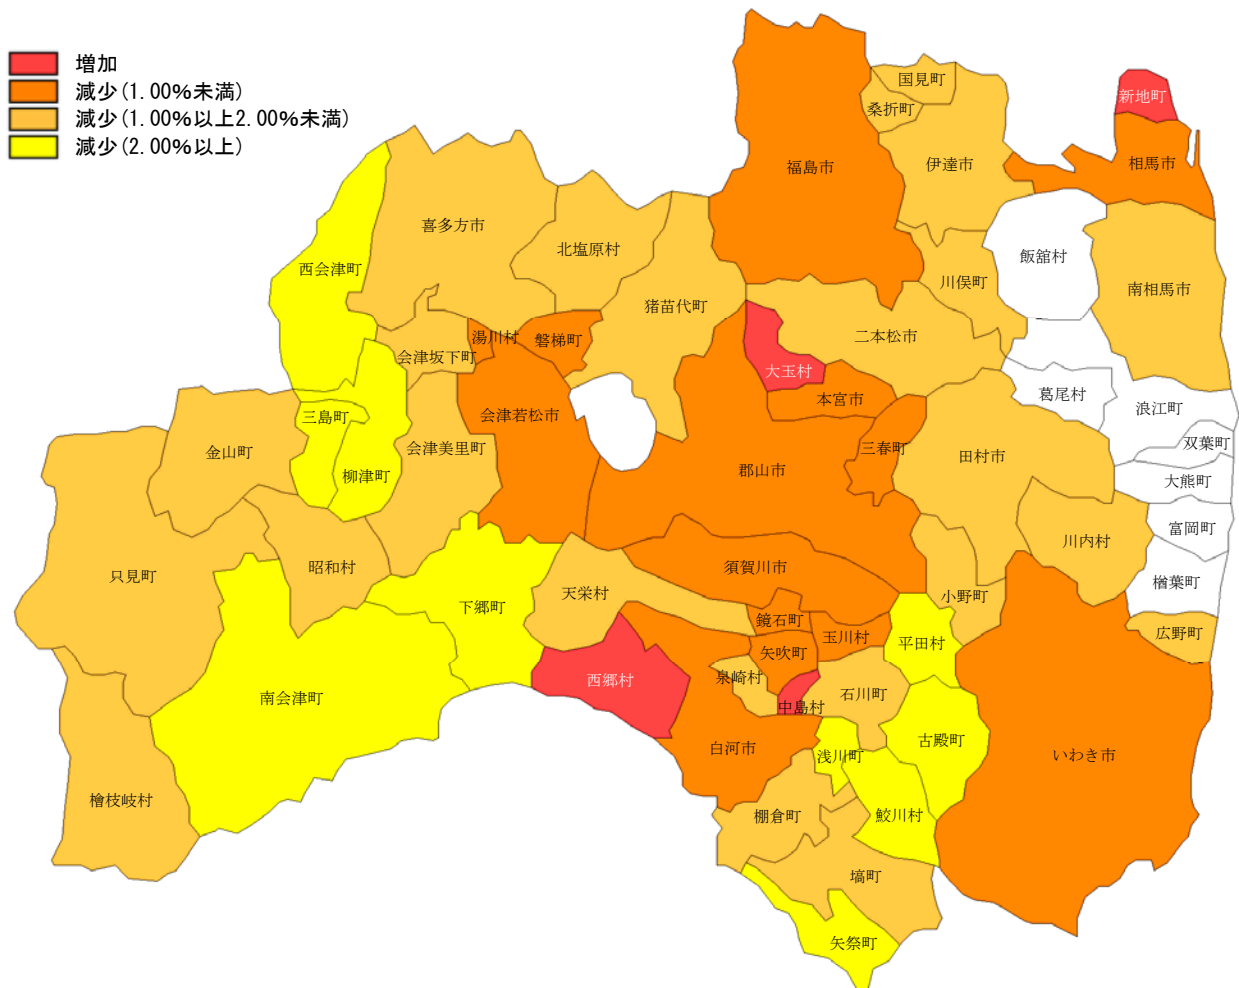 増加
減少(1.00%未満)
減少(1.00%以上2.00%未満)
減少(2.00%以上)
国見町
新地町
桑折町
福島市
伊達市
相馬市
喜多方市
北塩原村
飯舘村
西会津町
川俣町
南相馬市
猪苗代町
二本松市
湯川村
磐梯町
会津坂下町
大玉村
葛尾村
本宮市
浪江町
三島町
会津若松市
双葉町
金山町
会津美里町
三春町
田村市
郡山市
柳津町
大熊町
富岡町
川内村
昭和村
須賀川市
只見町
楢葉町
天栄村
小野町
下郷町
鏡石町
広野町
玉川村
平田村
矢吹町
泉崎村
西郷村
石川町
南会津町
中島村
古殿町
白河市
浅川町
いわき市
檜枝岐村
棚倉町
鮫川村
塙町
矢祭町